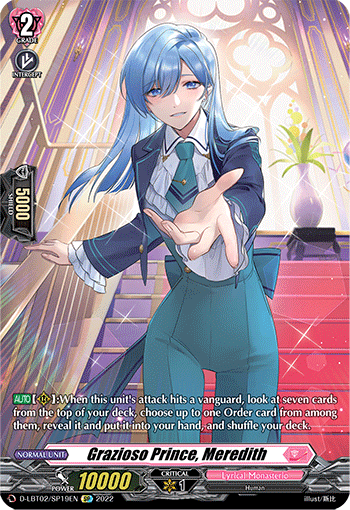 2
GRADE
INTERCEPT
5000
SHIELD
AUTO【 】:When this unit's attack hits a vanguard, look at seven cards
from the top of your deck, choose up to one Order card from among
them, reveal it and put it into your hand, and shuffle your deck.
NORMAL UNIT
Grazioso Prince, Meredith
POWER 10000
CRITICAL
1
Lyrical Monasterio
Human
D-LBT02/SP19EN SP 2022
illust/新比